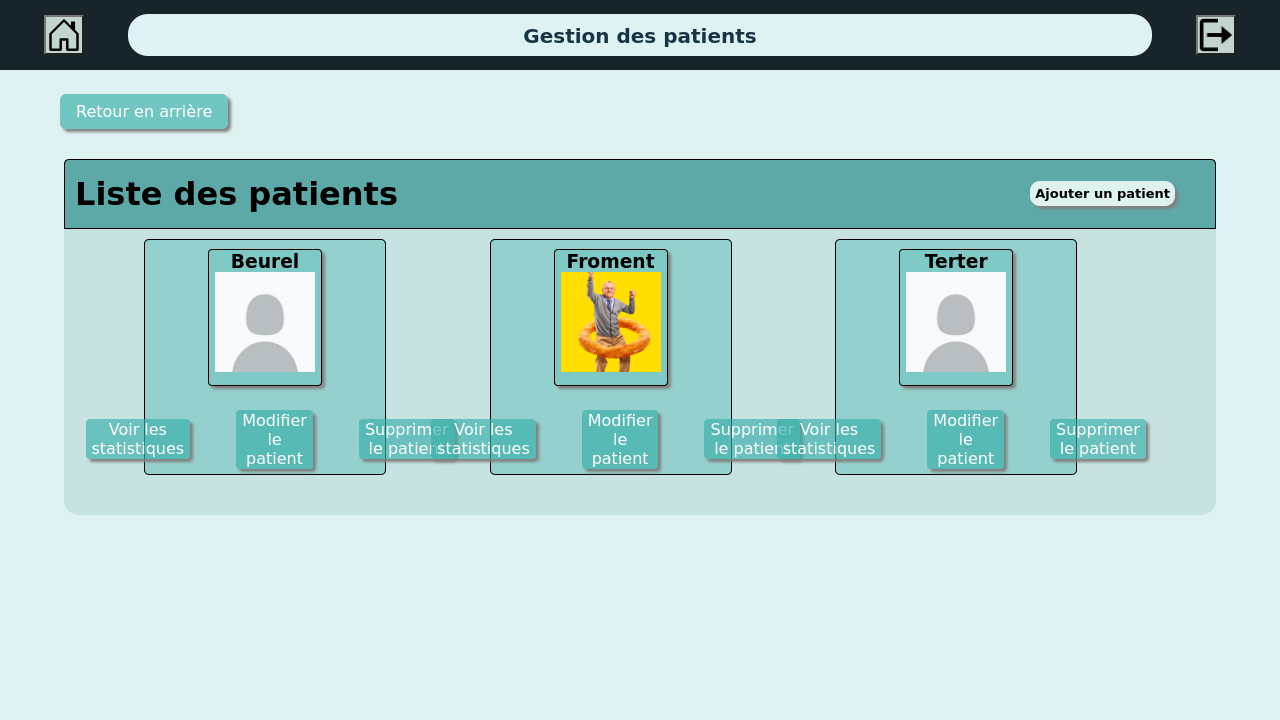 Gestion des patients
Retour en arrière
Liste des patients
Ajouter un patient
Beurel
Voir les
statistiques
Modifier
le
patient
Supprimer
le patient
Froment
Voir les
statistiques
Modifier
le
patient
Supprimer
le patient
Terter
Voir les
statistiques
Modifier
le
patient
Supprimer
le patient